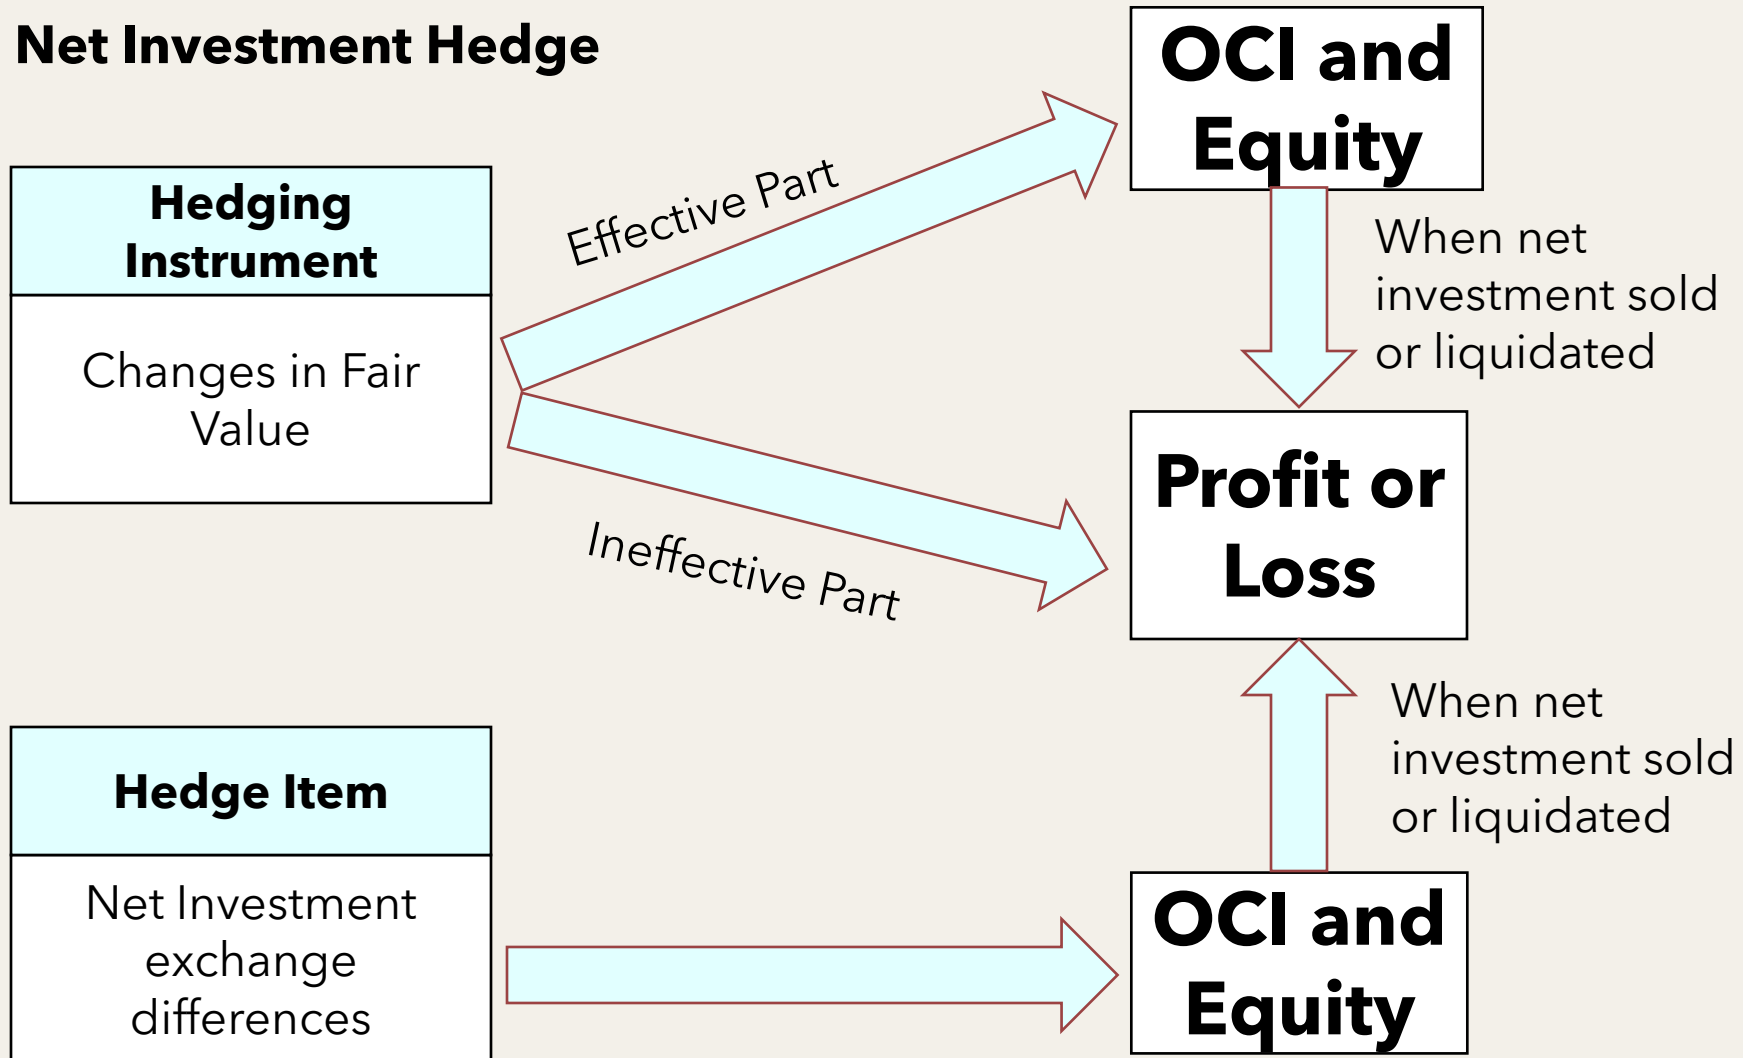 Net Investment Hedge
OCI and
Equity
Hedging
Instrument
Changes in Fair
Value
Effective Part
When net
investment sold
or liquidated
Ineffective Part
Profit or
Loss
When net
investment sold
or liquidated
Hedge Item
Net Investment
exchange
differences
OCI and
Equity